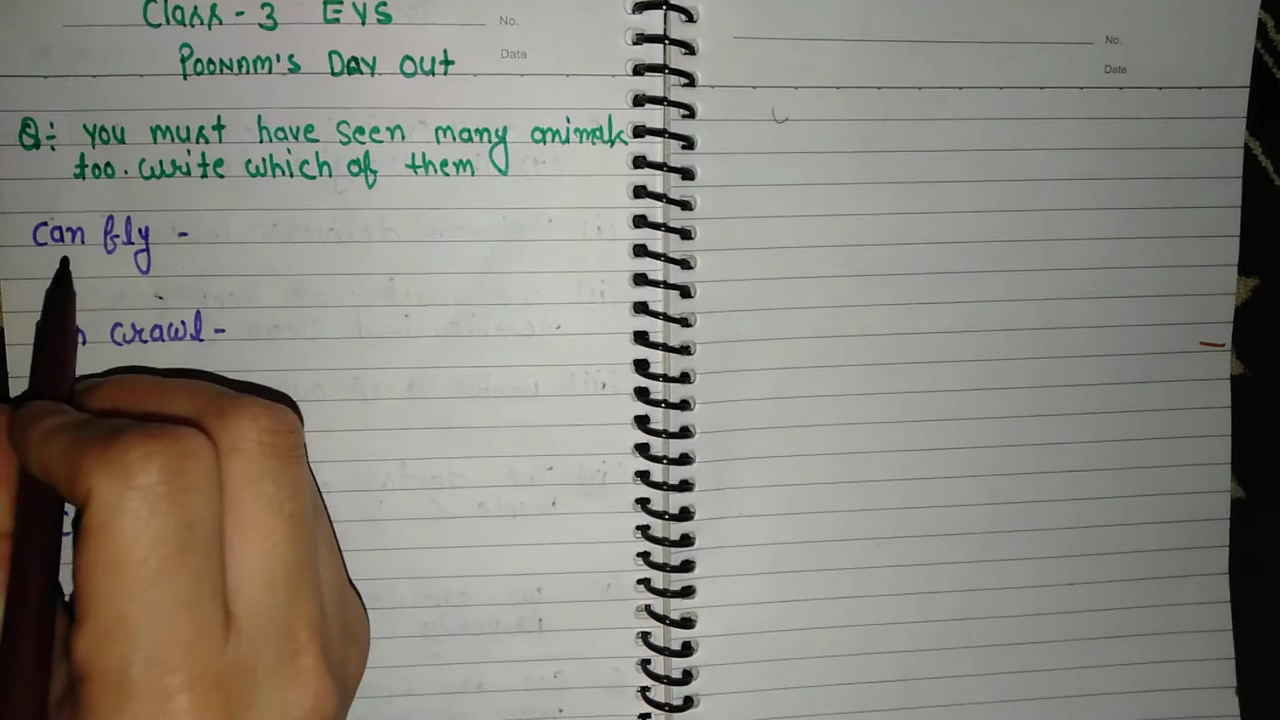 Class - 3 EVS
No.
POONAM'S DAY OUT
Date
Q:- You must have seen many animals
too. write which of them
can fly -
crawl -
No.
Date